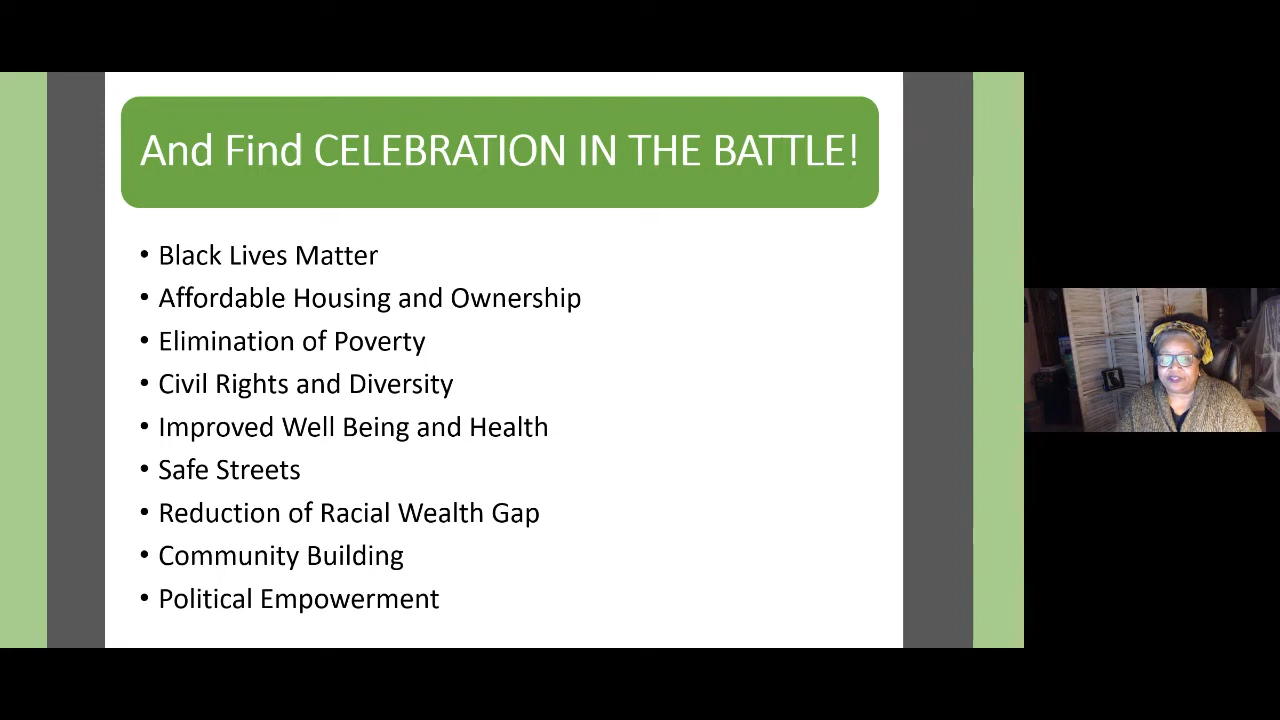 And Find CELEBRATION IN THE BATTLE!
• Black Lives Matter
• Affordable Housing and Ownership
• Elimination of Poverty
• Civil Rights and Diversity
• Improved Well Being and Health
• Safe Streets
• Reduction of Racial Wealth Gap
• Community Building
• Political Empowerment